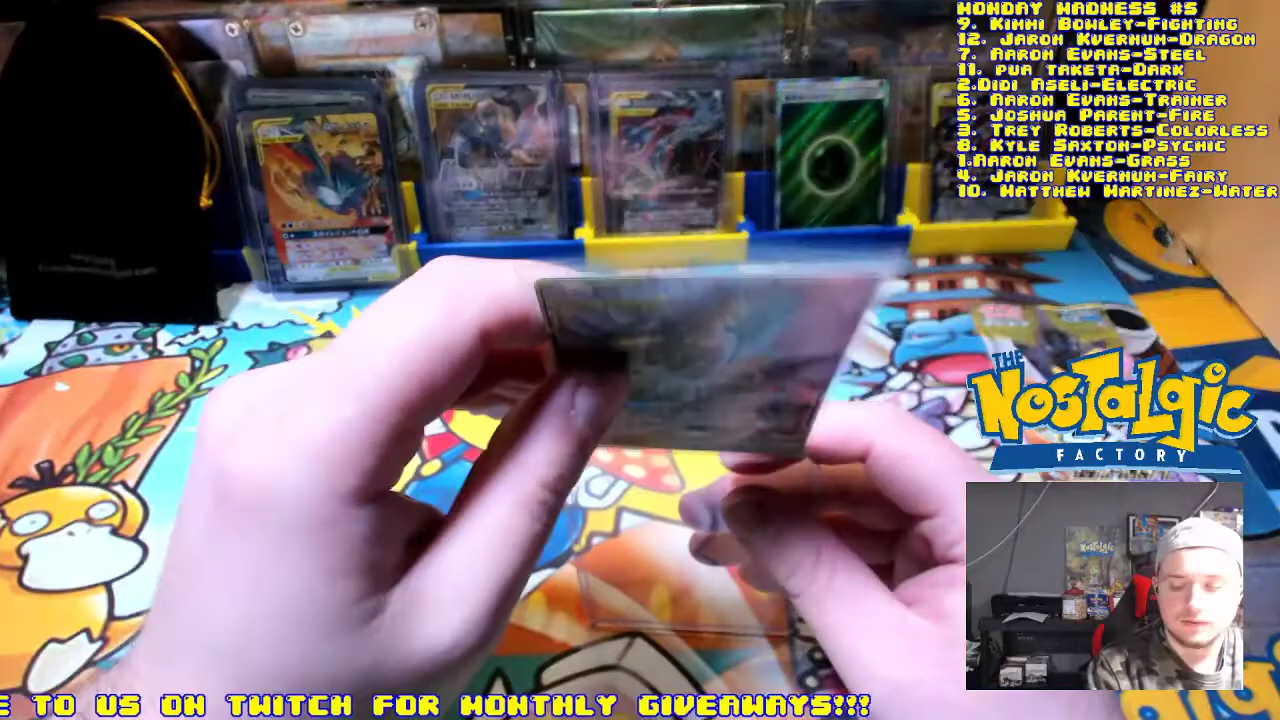 MONDAY MADNESS #5
9. KIMMI BOWLEY-FIGHTING
12. JARON KVERNUM-DRAGON
7. AARON EVANS-STEEL
11. PUA TAKETA-DARK
2.DIDI ASELI-ELECTRIC
6. AARON EVANS-TRAINER
5. JOSHUA PARENT-FIRE
3. TREY ROBERTS-COLORLESS
8. KYLE SAXTON-PSYCHIC
1.AARON EVANS-GRASS
4. JARON KVERNUM-FAIRY
10. MATTHEW MARTINEZ-WATER
THE
NOSTALGIC
FACTORY
Nostalgic
E TO US ON TWITCH FOR MONTHLY GIVEAWAYS!!!